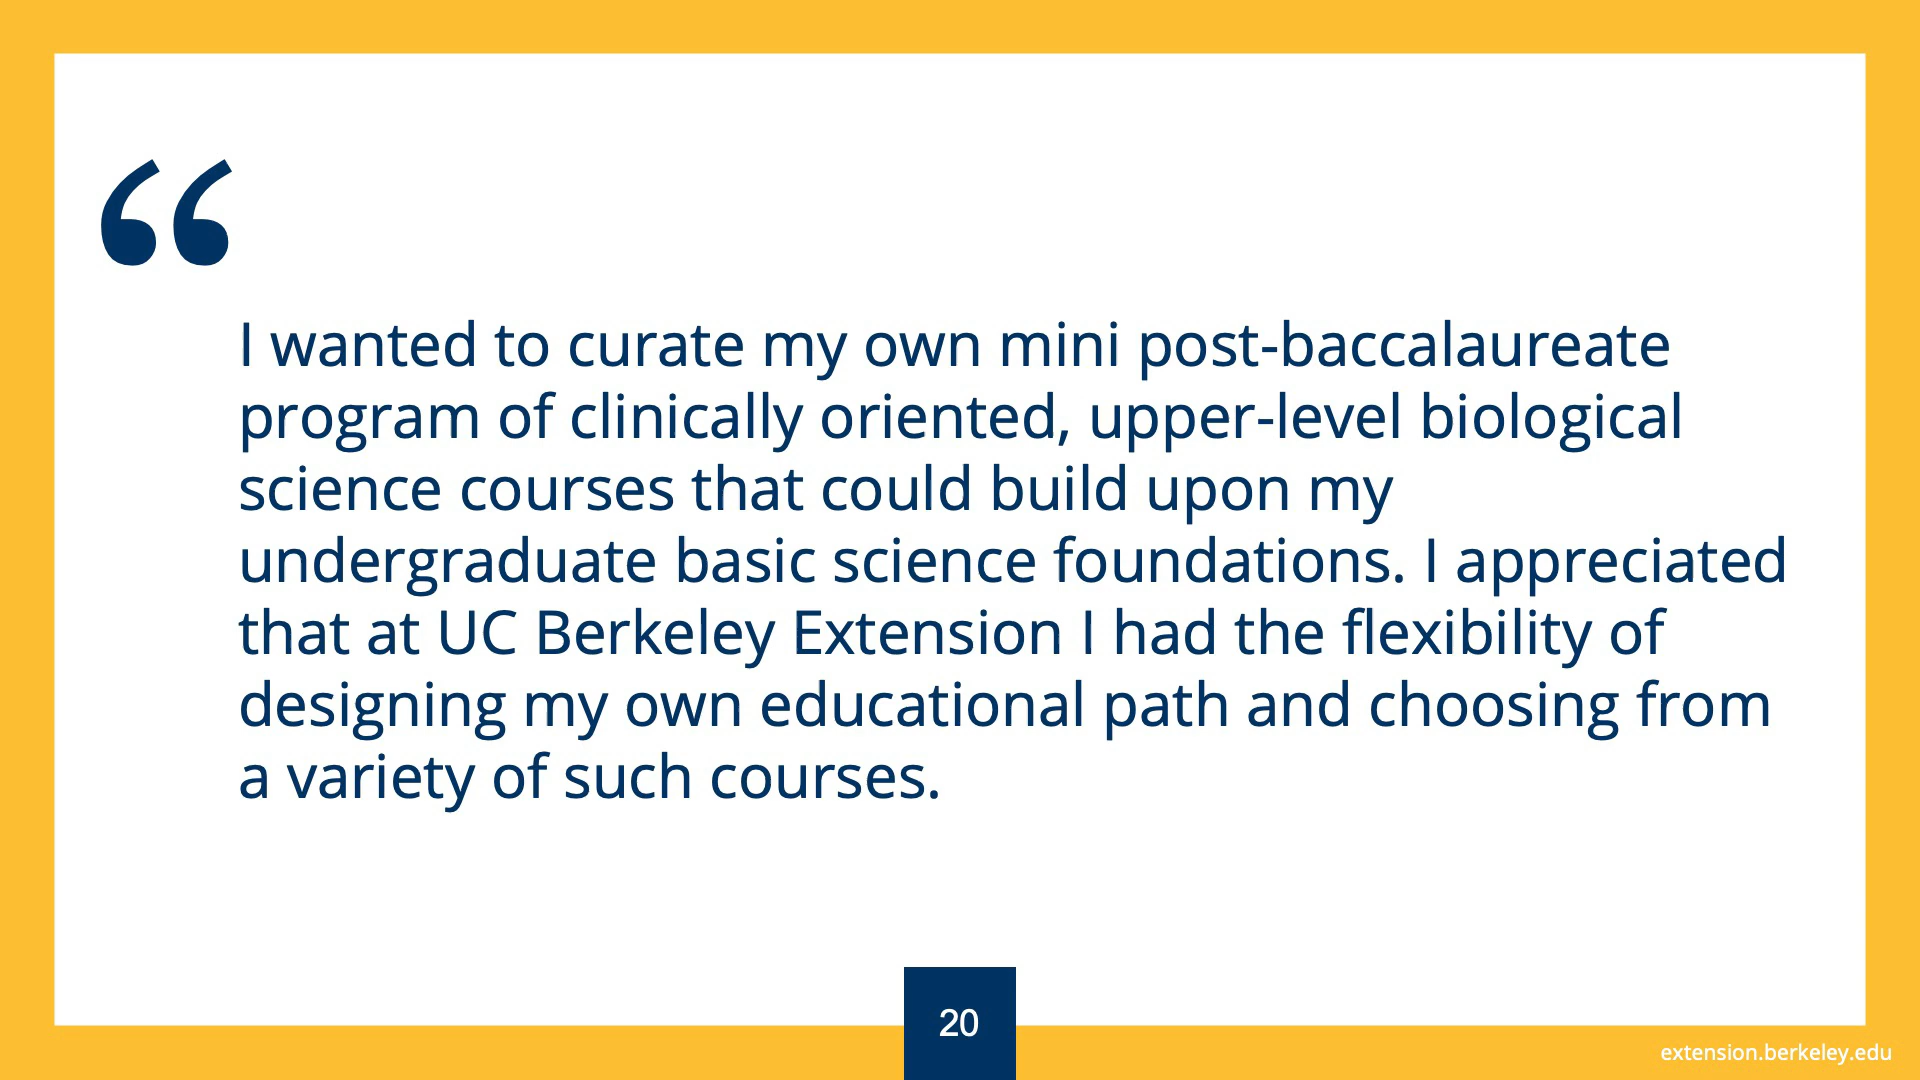 “
I wanted to curate my own mini post-baccalaureate
program of clinically oriented, upper-level biological
science courses that could build upon my
undergraduate basic science foundations. I appreciated
that at UC Berkeley Extension I had the flexibility of
designing my own educational path and choosing from
a variety of such courses.
20
extension.berkeley.edu